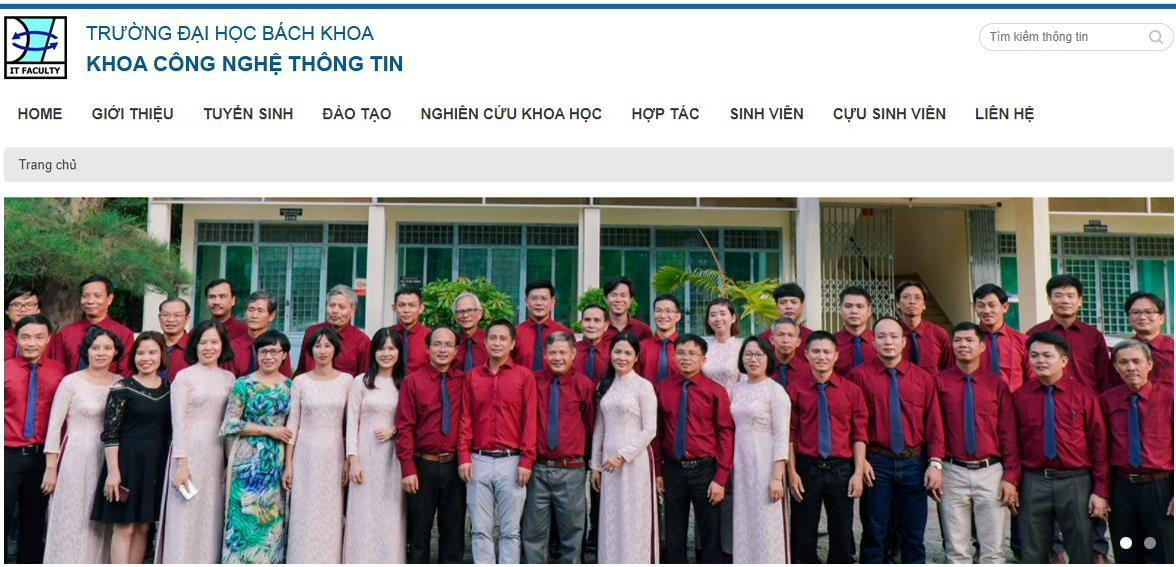 TRƯỜNG ĐẠI HỌC BÁCH KHOA
KHOA CÔNG NGHỆ THÔNG TIN
IT FACULTY
Tìm kiếm thông tin
HOME GIỚI THIỆU TUYỂN SINH ĐÀO TẠO NGHIÊN CỨU KHOA HỌC HỢP TÁC SINH VIÊN CỰU SINH VIÊN LIÊN HỆ
Trang chủ